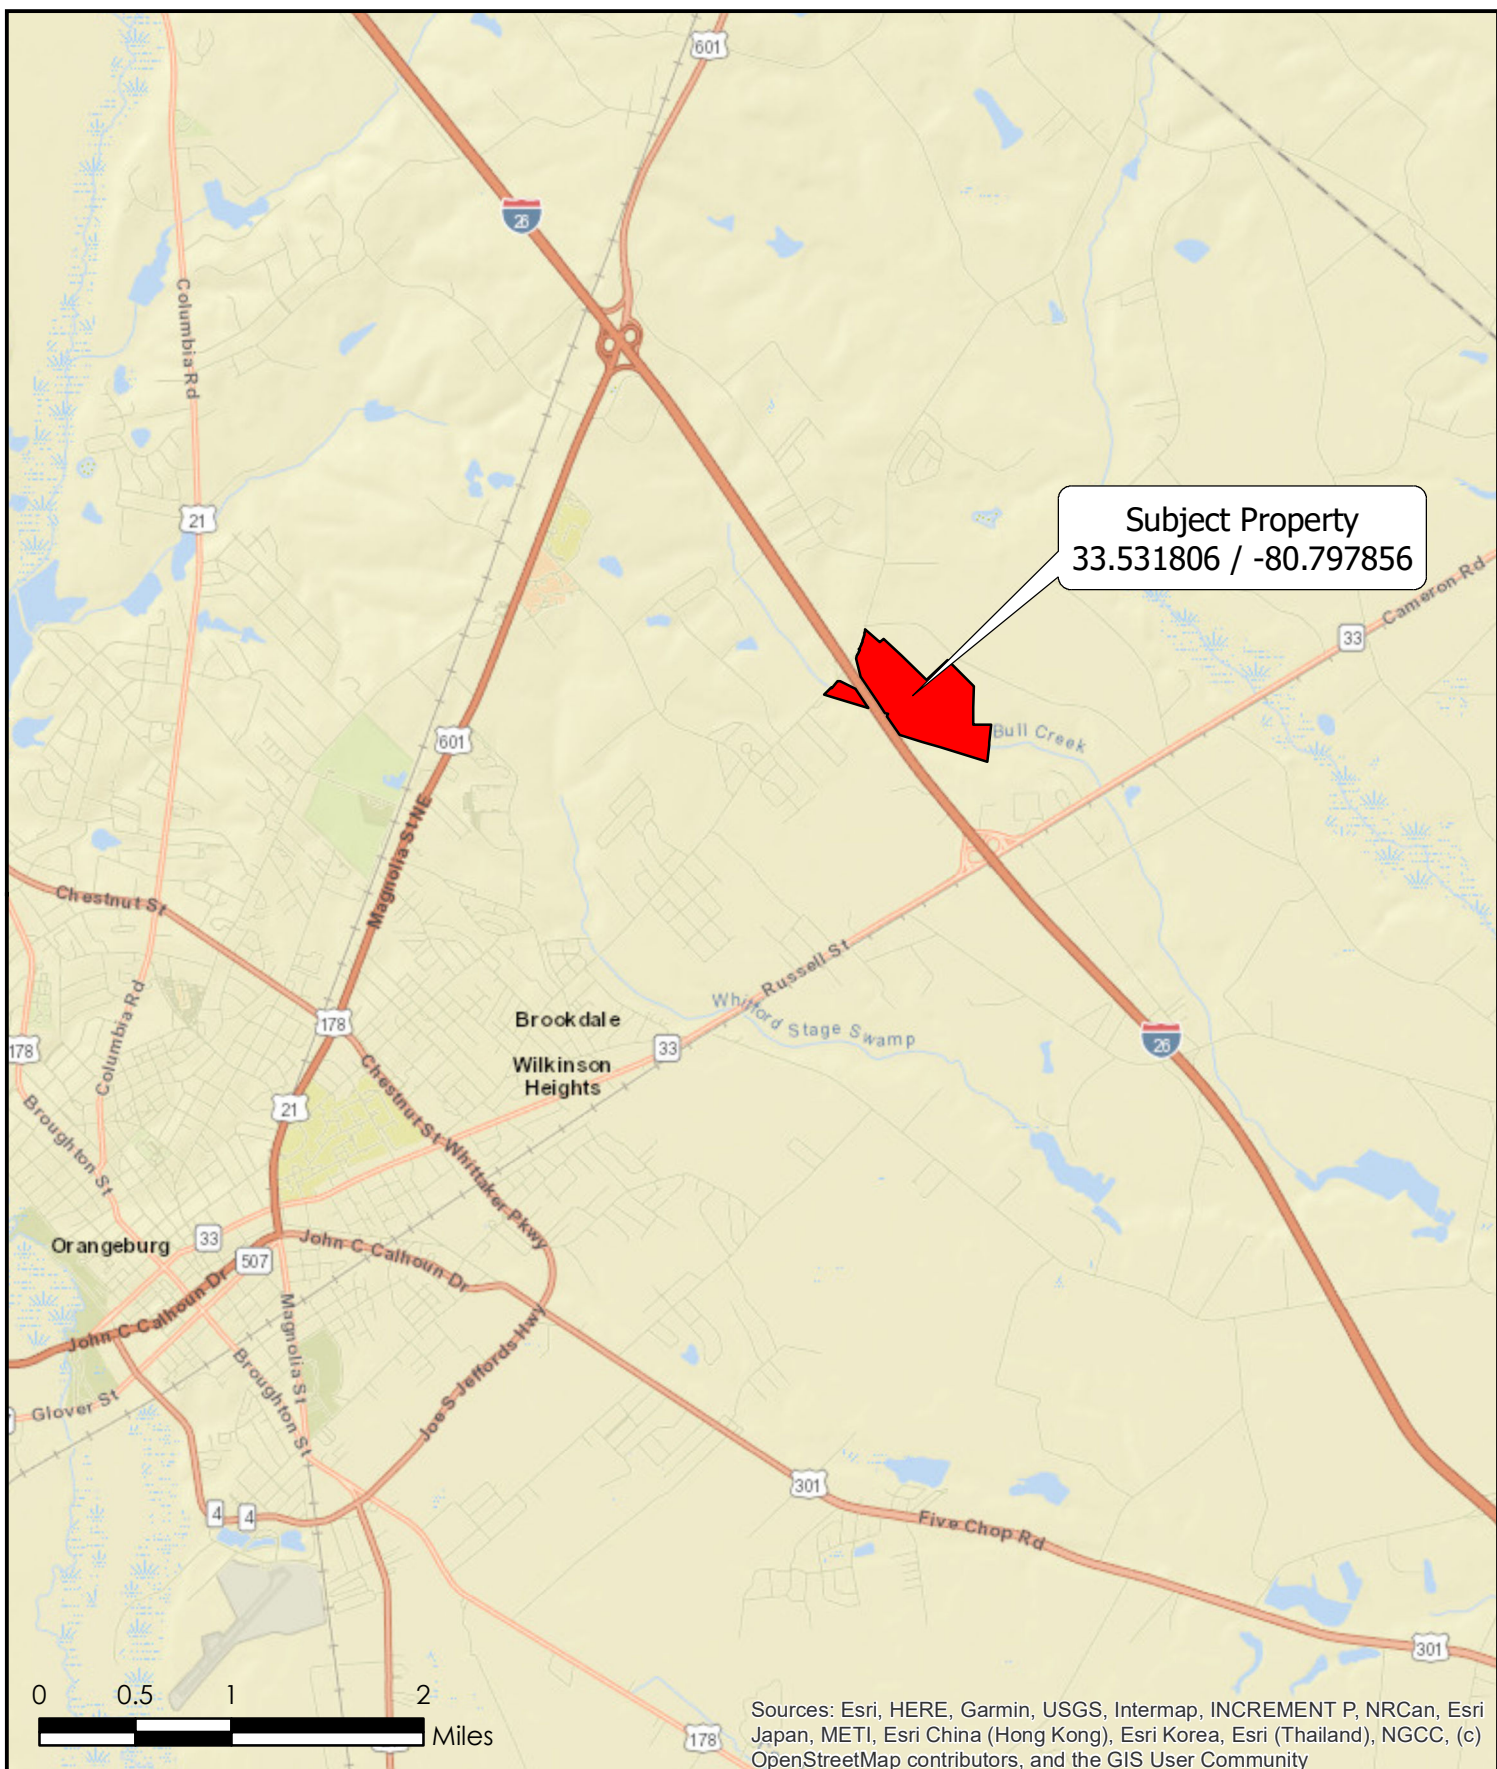 601
26
Columbia Rd
21
Subject Property
33.531806 / -80.797856
Cameron Rd
33
601
Bull Creek
Magnolia St NE
Chestnut St
Russell St
Columbia Rd
Whitford Stage Swamp
178
Brookdale
33
26
178
Wilkinson
Heights
Chestnut St
21
Broughton St
Whittaker Pkwy
33
Orangeburg
507
John C Calhoun Dr
John C Calhoun Dr
Magnolia St
Joe S Jeffords Hwy
Broughton St
Glover St
301
4
4
Five Chop Rd
301
0 0.5 1 2
Miles
178
Sources: Esri, HERE, Garmin, USGS, Intermap, INCREMENT P, NRCan, Esri
Japan, METI, Esri China (Hong Kong), Esri Korea, Esri (Thailand), NGCC, (c)
OpenStreetMap contributors, and the GIS User Community